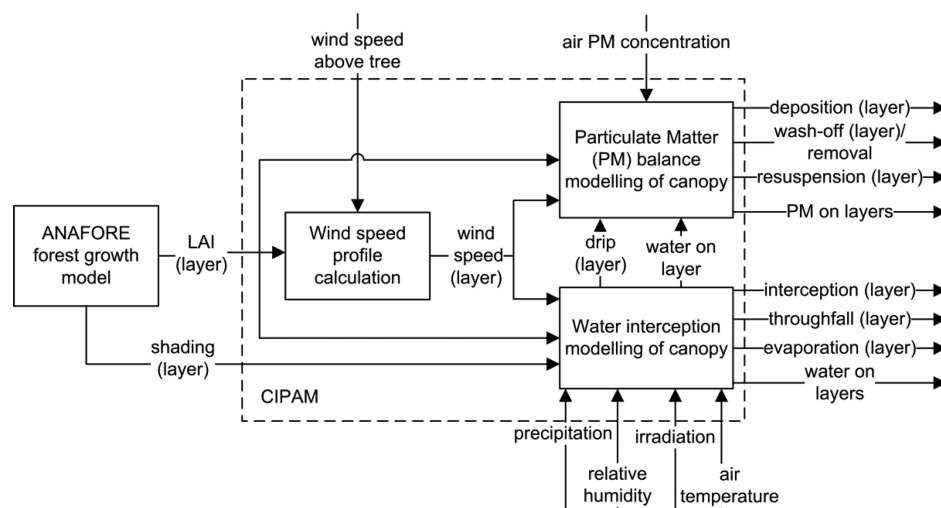 wind speed
above tree
air PM concentration
Particulate Matter
(PM) balance
modelling of canopy
deposition (layer)
wash-off (layer)/
removal
resuspension (layer)
PM on layers
ANAFORE
forest growth
model
LAI
(layer)
Wind speed
profile
calculation
wind
speed
(layer)
drip
(layer)
water on
layer
Water interception
modelling of canopy
interception (layer)
throughfall (layer)
evaporation (layer)
water on
layers
shading
(layer)
CIPAM
precipitation
irradiation
relative
humidity
air
temperature